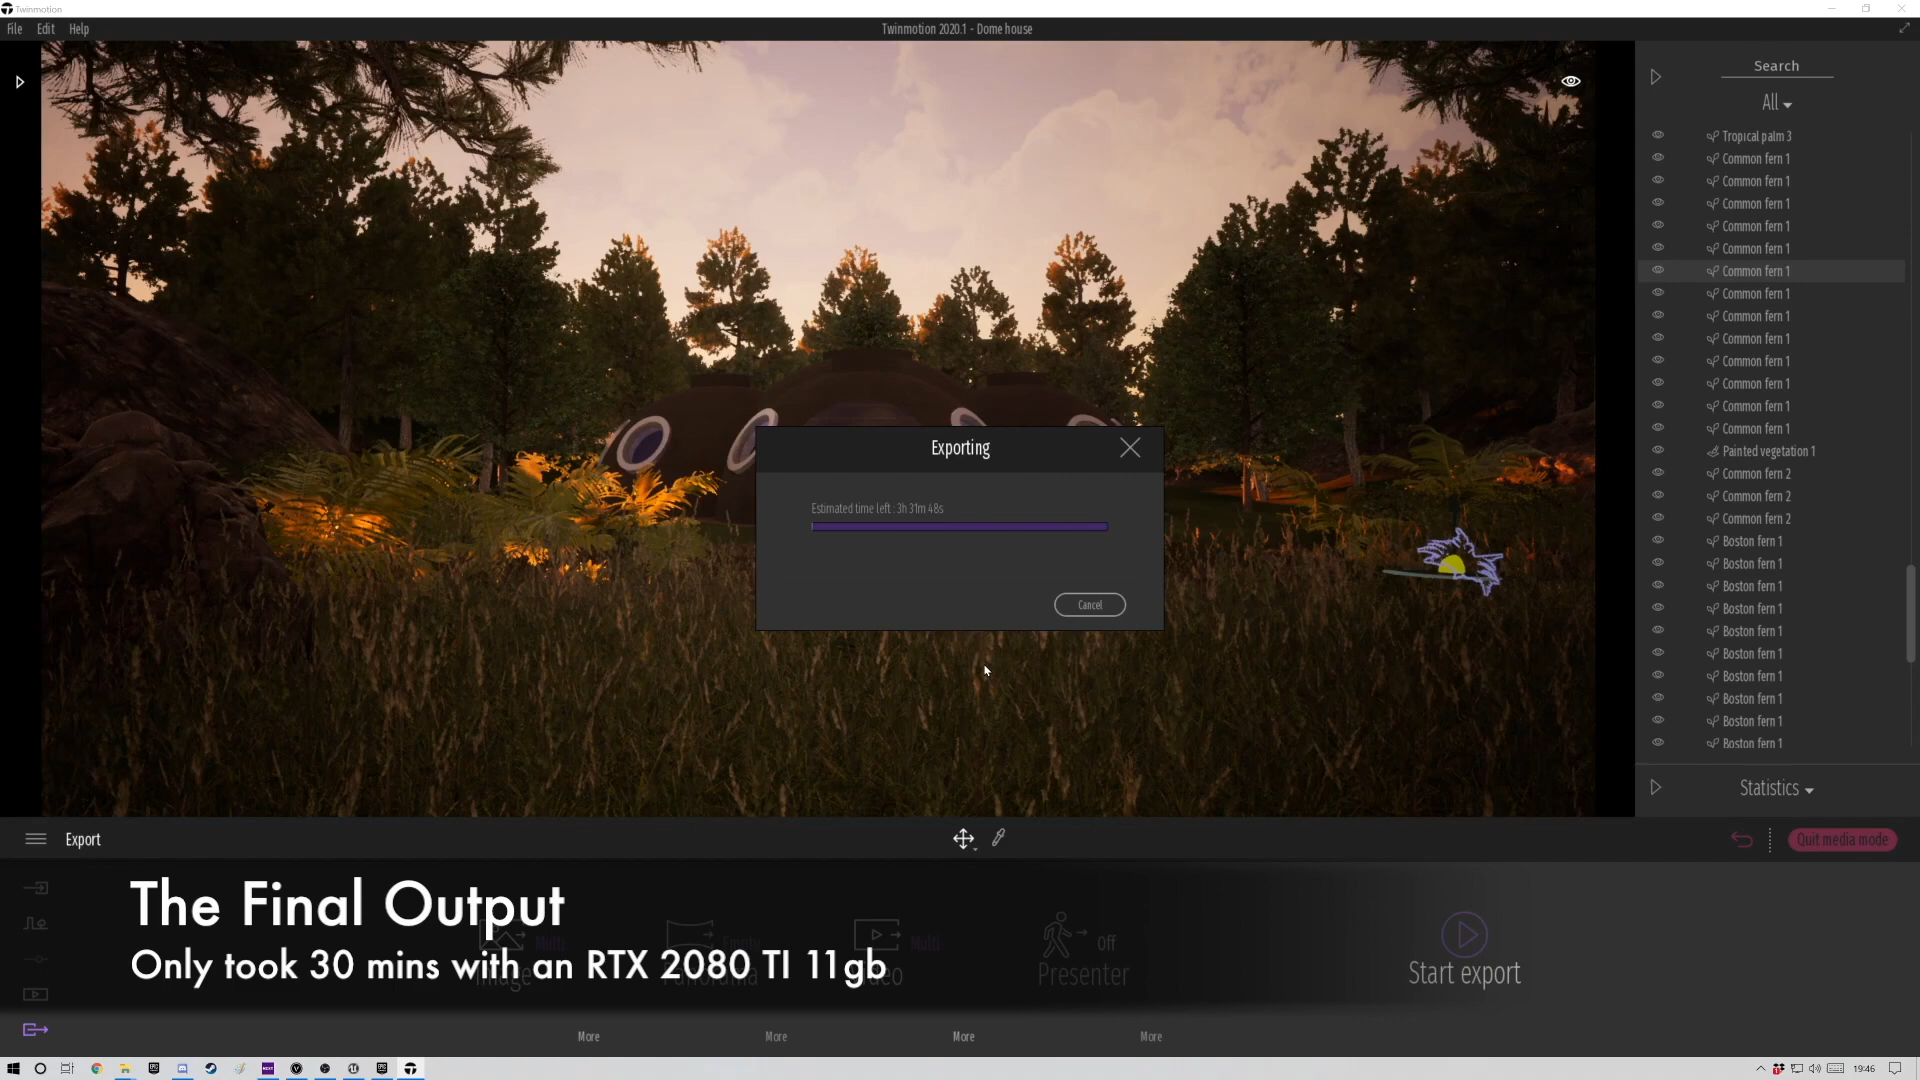 Twinmotion
File Edit Help
Twinmotion 2020.1 - Dome house
Search
All
Tropical palm 3
Common fern 1
Common fern 1
Common fern 1
Common fern 1
Common fern 1
Common fern 1
Common fern 1
Common fern 1
Common fern 1
Common fern 1
Common fern 1
Common fern 1
Common fern 1
Painted vegetation 1
Common fern 2
Common fern 2
Common fern 2
Boston fern 1
Boston fern 1
Boston fern 1
Boston fern 1
Boston fern 1
Boston fern 1
Boston fern 1
Boston fern 1
Boston fern 1
Boston fern 1
Statistics
Exporting
Estimated time left : 3h 31m 48s
Cancel
Export
Quit media mode
The Final Output
Only took 30 mins with an RTX 2080 TI 11gb
Multi
Empty
Multi
Off
Image
Panorama
Video
Presenter
Start export
More
More
More
More
19:46